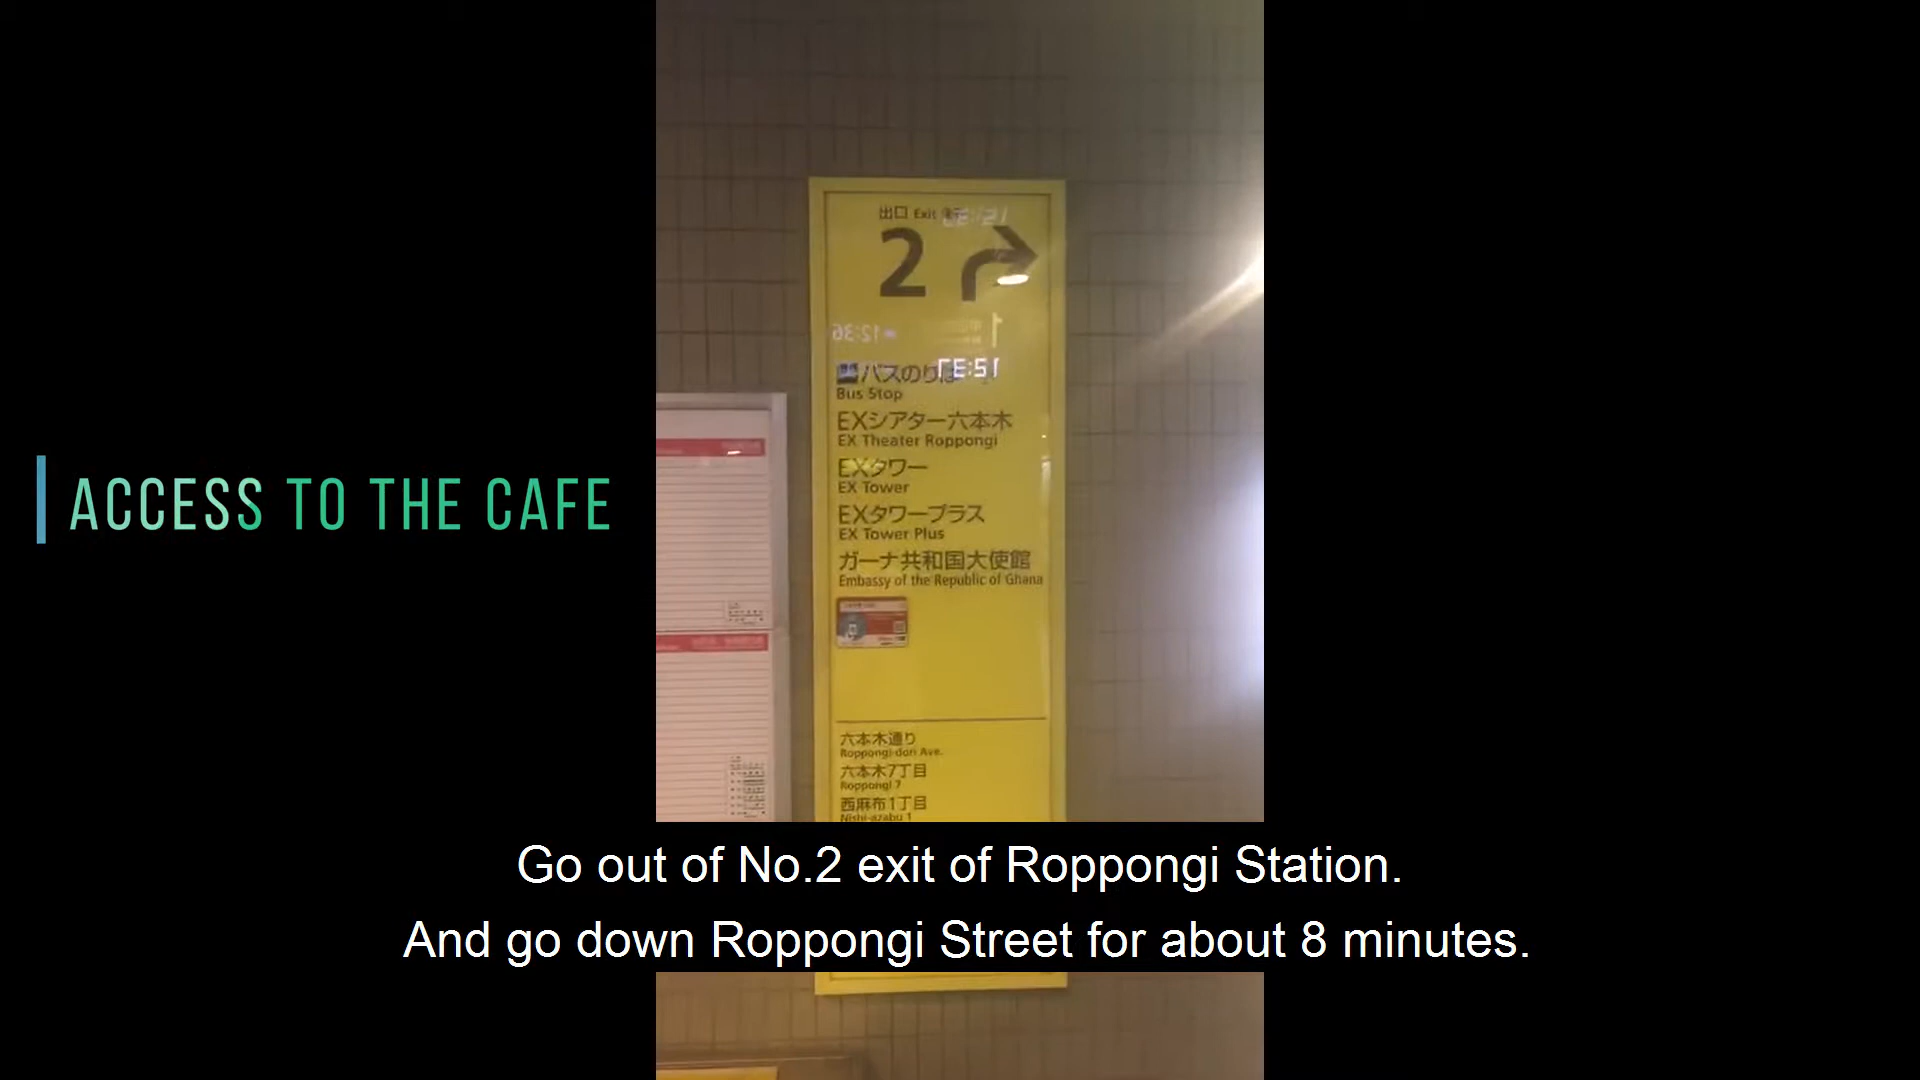 ACCESS TO THE CAFE
出口 Exit
2
バスのりば
Bus Stop
EXシアター六本木
EX Theater Roppongi
EXタワー
EX Tower
EXタワープラス
EX Tower Plus
ガーナ共和国大使館
Embassy of the Republic of Ghana
六本木通り
Roppongi-dori Ave.
六本木7丁目
Roppongi 7
西麻布1丁目
Nishi-azabu 1
Go out of No.2 exit of Roppongi Station.
And go down Roppongi Street for about 8 minutes.